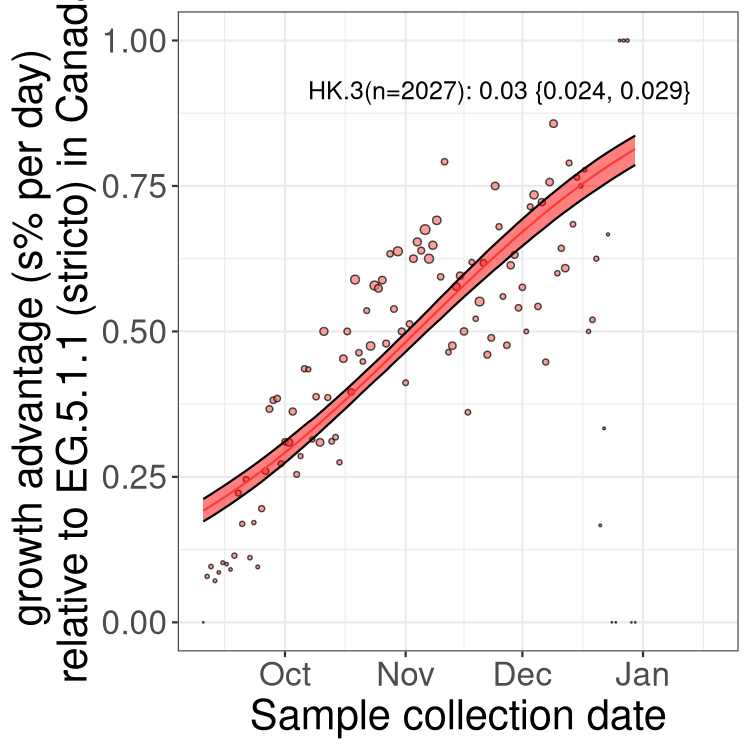 growth advantage (s% per day)
relative to EG.5.1.1 (stricto) in Canada
1.00
HK.3(n=2027): 0.03 {0.024, 0.029}
0.75
0.50
0.25
0.00
Oct Nov Dec Jan
Sample collection date